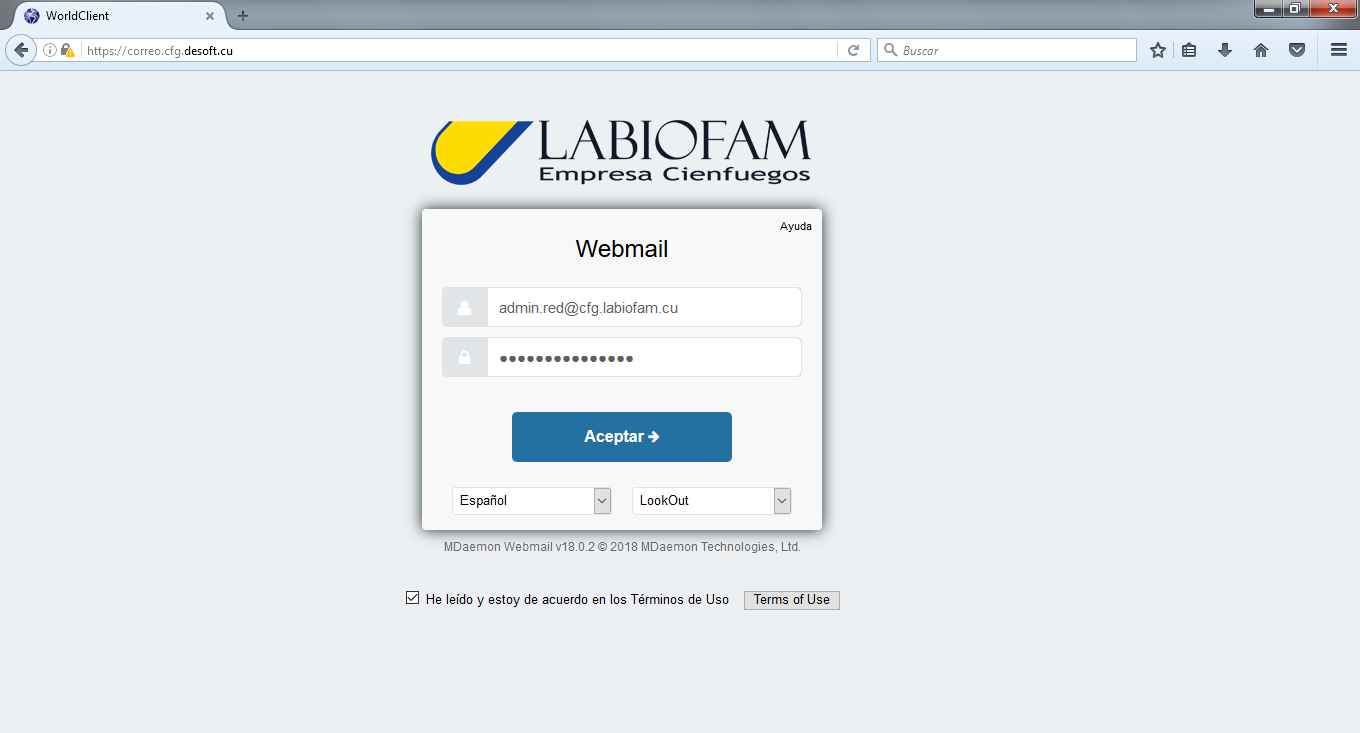 WorldClient
https://correo.cfg.desoft.cu
Buscar
LABIOFAM
Empresa Cienfuegos
Ayuda
Webmail
admin.red@cfg.labiofam.cu
●●●●●●●●●●●●●●●
Aceptar
Español
LookOut
MDaemon Webmail v18.0.2 © 2018 MDaemon Technologies, Ltd.
He leído y estoy de acuerdo en los Términos de Uso
Terms of Use